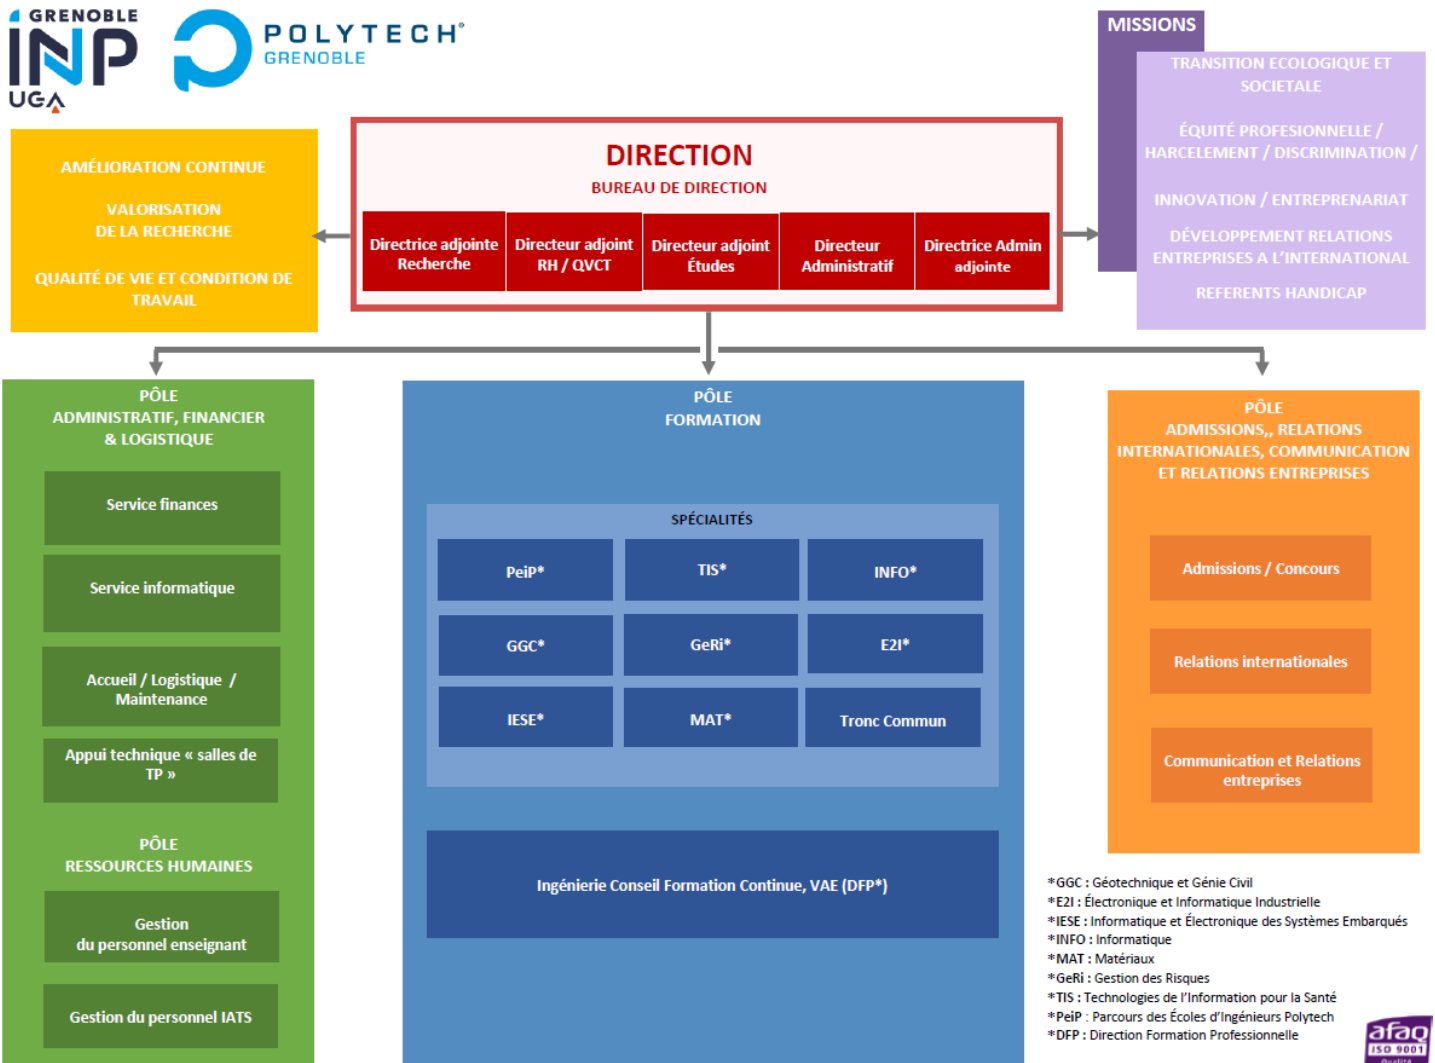 GRENOBLE
INP
UGA
POLYTECH®
GRENOBLE
MISSIONS
TRANSITION ECOLOGIQUE ET
SOCIETALE
ÉQUITÉ PROFESIONNELLE /
HARCELEMENT / DISCRIMINATION /
INNOVATION / ENTREPRENARIAT
DÉVELOPPEMENT RELATIONS
ENTREPRISES A L'INTERNATIONAL
REFERENTS HANDICAP
AMÉLIORATION CONTINUE
VALORISATION
DE LA RECHERCHE
QUALITÉ DE VIE ET CONDITION DE
TRAVAIL
DIRECTION
BUREAU DE DIRECTION
Directrice adjointe
Recherche
Directeur adjoint
RH / QVCT
Directeur adjoint
Études
Directeur
Administratif
Directrice Admin
adjointe
PÔLE
ADMINISTRATIF, FINANCIER
& LOGISTIQUE
Service finances
Service informatique
Accueil / Logistique /
Maintenance
Appui technique « salles de
TP »
PÔLE
RESSOURCES HUMAINES
Gestion
du personnel enseignant
Gestion du personnel IATS
PÔLE
FORMATION
SPÉCIALITÉS
PeiP*
TIS*
INFO*
GGC*
GeRi*
E2I*
IESE*
MAT*
Tronc Commun
Ingénierie Conseil Formation Continue, VAE (DFP*)
PÔLE
ADMISSIONS,, RELATIONS
INTERNATIONALES, COMMUNICATION
ET RELATIONS ENTREPRISES
Admissions / Concours
Relations internationales
Communication et Relations
entreprises
*GGC : Géotechnique et Génie Civil
*E2I : Électronique et Informatique Industrielle
*IESE : Informatique et Électronique des Systèmes Embarqués
*INFO : Informatique
*MAT : Matériaux
*GeRi : Gestion des Risques
*TIS : Technologies de l'Information pour la Santé
*PeiP : Parcours des Écoles d'Ingénieurs Polytech
*DFP : Direction Formation Professionnelle
afaq
ISO 9001
Qualité